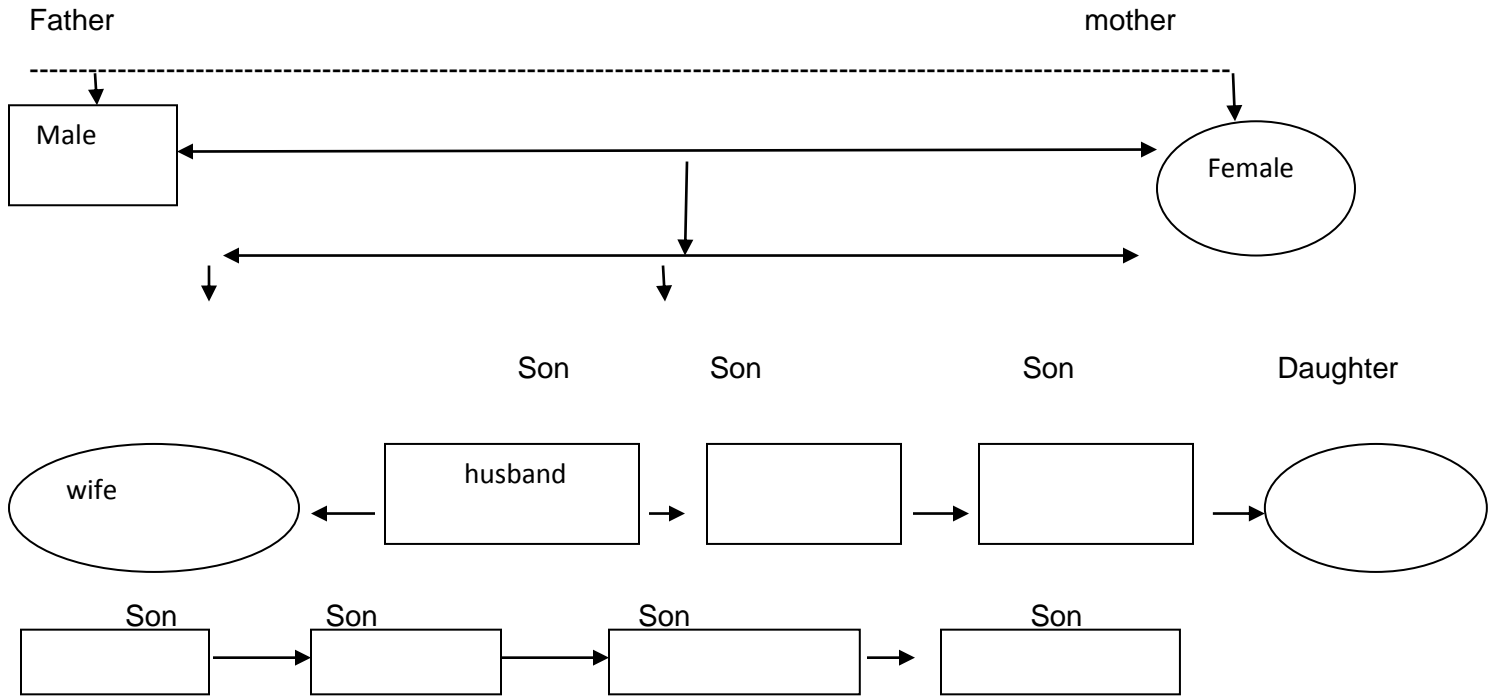 Father mother
Male
Female
Son Son Son Daughter
wife
husband
Son Son Son Son